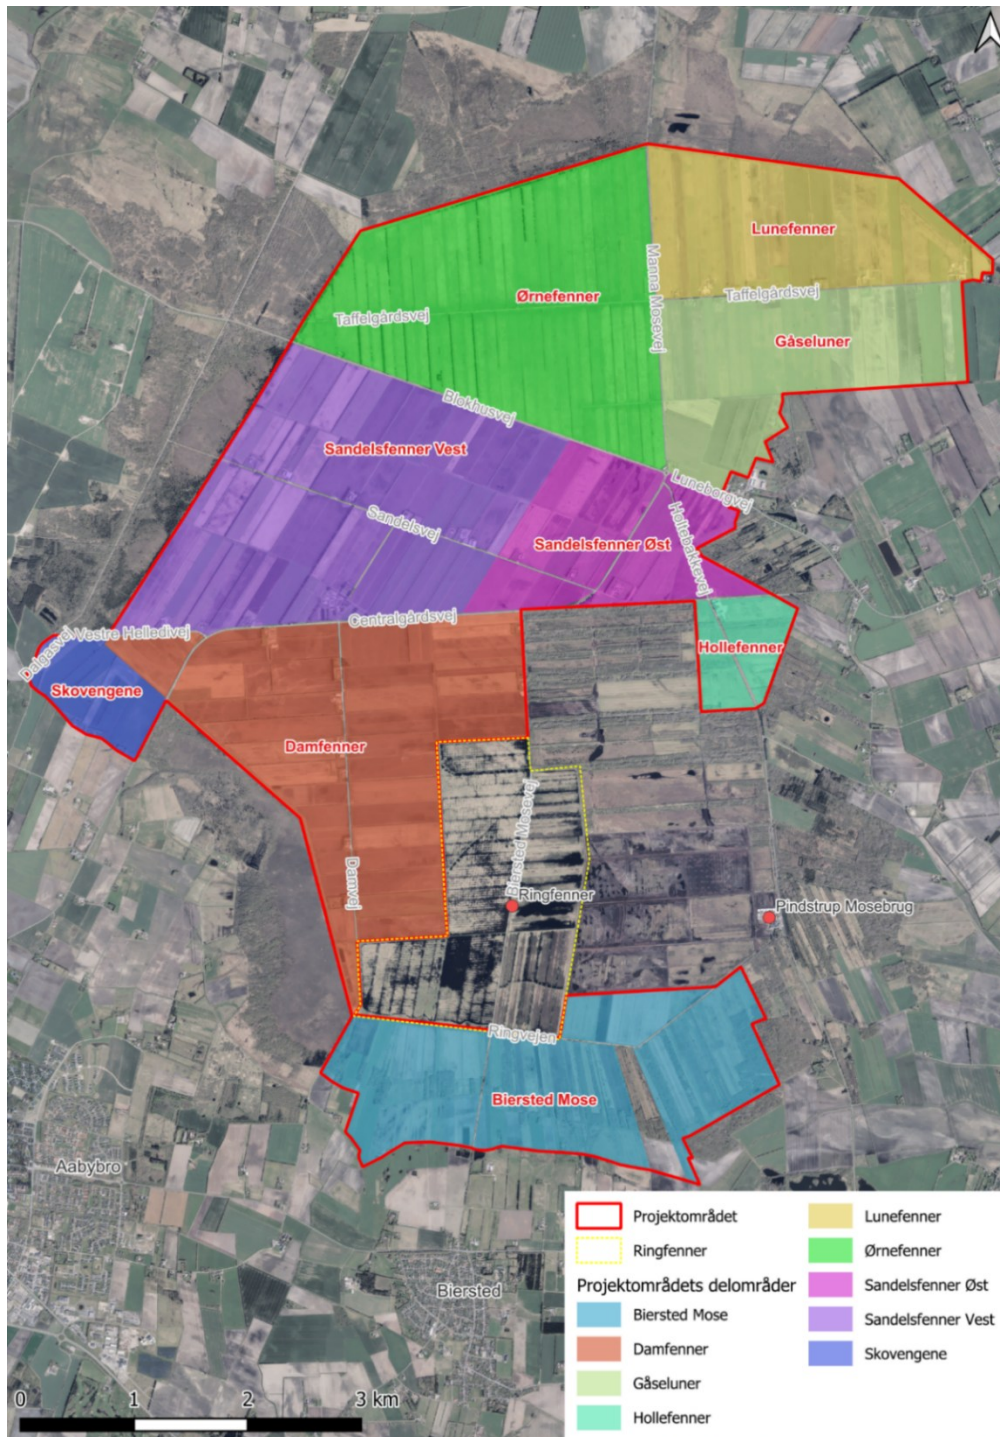 Lunefenner
Manna Mosevej
Ørnefenner
Taffelgårdsvej
Taffelgårdsvej
Gåseluner
Blokhusvej
Sandelsfenner Vest
Luneborgvej
Sandelsvej
Holtebakkevej
Sandelsfenner Øst
Centralgårdsvej
Vestre Helledivej
Dalgasvej
Hollefenner
Skovengene
Damfenner
Biersted Mosevej
Damvej
Ringfenner
Pindstrup Mosebrug
Ringvejen
Biersted Mose
Aabybro
Biersted
Projektområdet
Ringfenner
Projektområdets delområder
Biersted Mose
Damfenner
Gåseluner
Hollefenner
Lunefenner
Ørnefenner
Sandelsfenner Øst
Sandelsfenner Vest
Skovengene
0 1 2 3 km